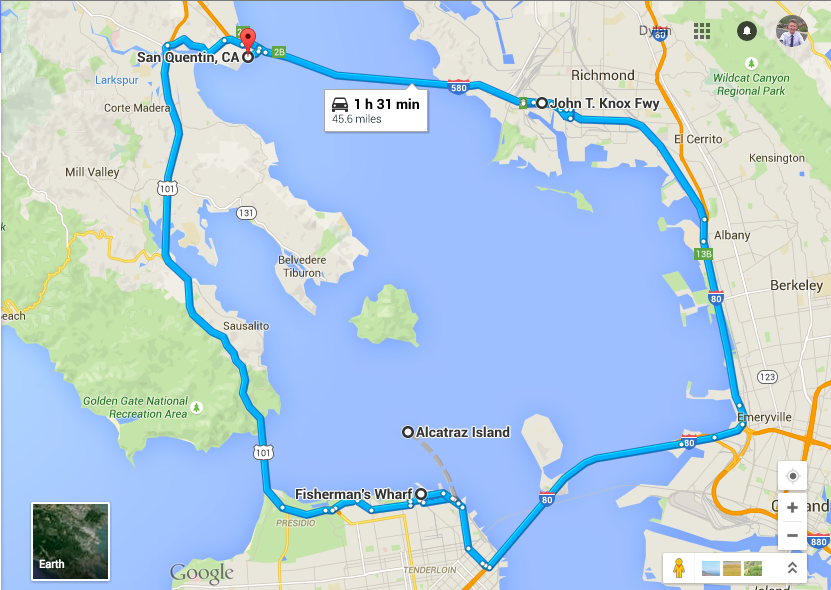 80
Richmond
Wildcat Canyon
Regional Park
2B
San Quentin, CA
Larkspur
580
1 h 31 min
45.6 miles
John T. Knox Fwy
Corte Madera
El Cerrito
Kensington
Mill Valley
101
131
Albany
13B
Belvedere
Tiburon
80
Berkeley
each
Sausalito
123
Golden Gate National
Recreation Area
Emeryville
Alcatraz Island
80
101
Fisherman's Wharf
80
PRESIDIO
880
Earth
Google
TENDERLOIN
Island